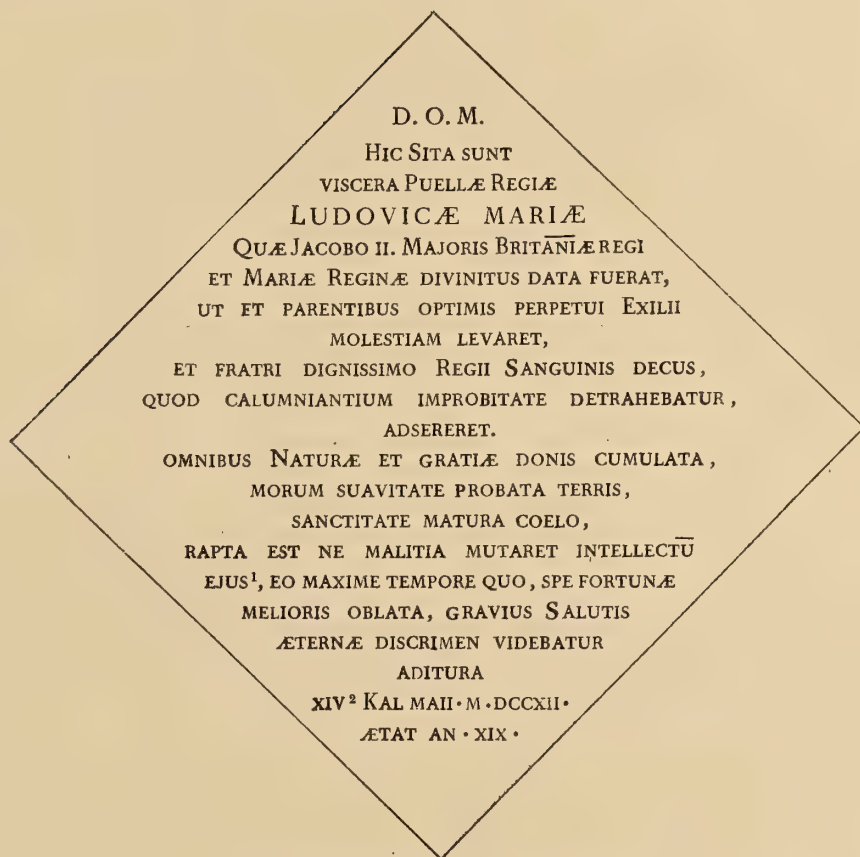 D. O. M.
HIC SITA SUNT
VISCERA PUELLÆ REGIÆ
LUDOVICÆ MARIÆ
QUÆ JACOBO II. MAJORIS BRITA̅N̅IÆ REGI
ET MARIÆ REGINÆ DIVINITUS DATA FUERAT,
UT ET PARENTIBUS OPTIMIS PERPETUI EXILII
MOLESTIAM LEVARET,
ET FRATRI DIGNISSIMO REGII SANGUINIS DECUS,
QUOD CALUMNIANTIUM IMPROBITATE DETRAHEBATUR,
ADSERERET.
OMNIBUS NATURÆ ET GRATIÆ DONIS CUMULATA,
MORUM SUAVITATE PROBATA TERRIS,
SANCTITATE MATURA COELO,
RAPTA EST NE MALITIA MUTARET INTELLECTŪ
EJUS¹, EO MAXIME TEMPORE QUO, SPE FORTUNÆ
MELIORIS OBLATA, GRAVIUS SALUTIS
ÆTERNÆ DISCRIMEN VIDEBATUR
ADITURA
XIV² KAL MAII · M · DCCXII ·
ÆTAT AN · XIX ·